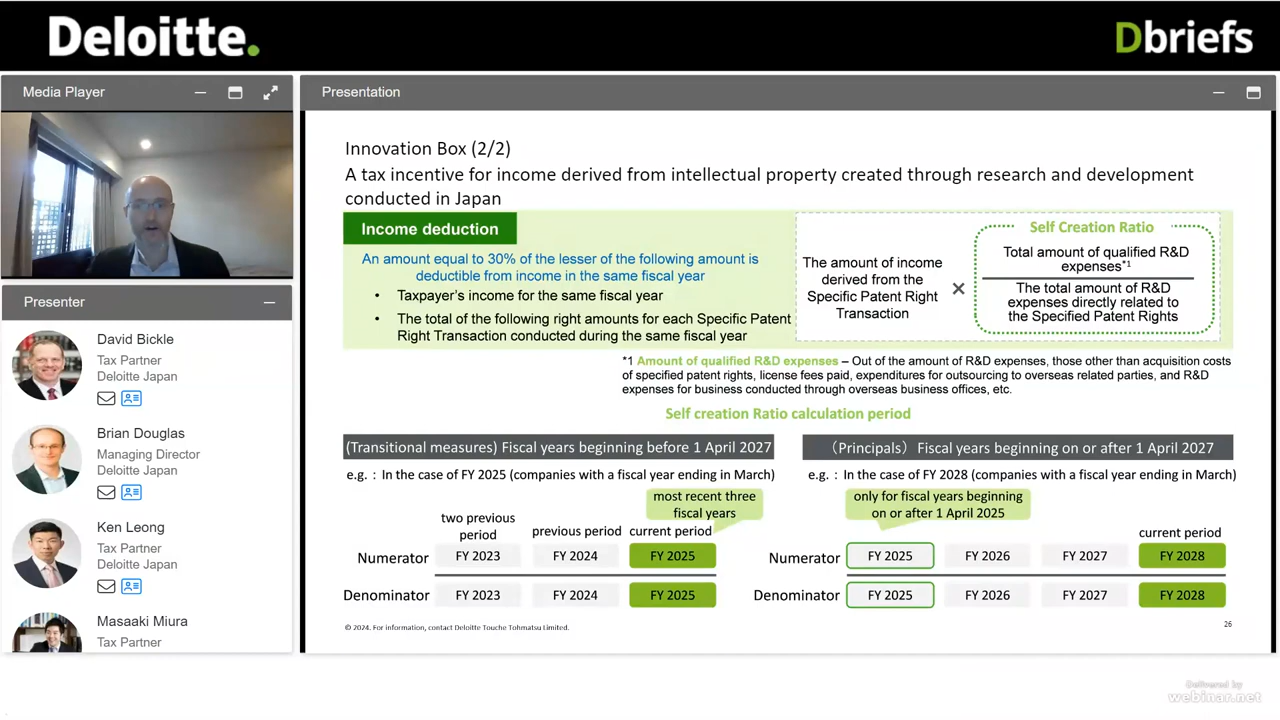 Deloitte.
Dbriefs
Media Player
Presentation
Presenter
David Bickle
Tax Partner
Deloitte Japan
Brian Douglas
Managing Director
Deloitte Japan
Ken Leong
Tax Partner
Deloitte Japan
Masaaki Miura
Tax Partner
Innovation Box (2/2)
A tax incentive for income derived from intellectual property created through research and development
conducted in Japan
Income deduction
An amount equal to 30% of the lesser of the following amount is
deductible from income in the same fiscal year
• Taxpayer's income for the same fiscal year
• The total of the following right amounts for each Specific Patent
Right Transaction conducted during the same fiscal year
The amount of income
derived from the
Specific Patent Right
Transaction
×
Self Creation Ratio
Total amount of qualified R&D
expenses*1
The total amount of R&D
expenses directly related to
the Specified Patent Rights
*1 Amount of qualified R&D expenses – Out of the amount of R&D expenses, those other than acquisition costs
of specified patent rights, license fees paid, expenditures for outsourcing to overseas related parties, and R&D
expenses for business conducted through overseas business offices, etc.
Self creation Ratio calculation period
(Transitional measures) Fiscal years beginning before 1 April 2027
e.g. : In the case of FY 2025 (companies with a fiscal year ending in March)
most recent three
fiscal years
two previous
period
previous period
current period
Numerator FY 2023 FY 2024 FY 2025
Denominator FY 2023 FY 2024 FY 2025
(Principals) Fiscal years beginning on or after 1 April 2027
e.g. : In the case of FY 2028 (companies with a fiscal year ending in March)
only for fiscal years beginning
on or after 1 April 2025
current period
Numerator FY 2025 FY 2026 FY 2027 FY 2028
Denominator FY 2025 FY 2026 FY 2027 FY 2028
© 2024. For information, contact Deloitte Touche Tohmatsu Limited.
26
Delivered by
webinar.net